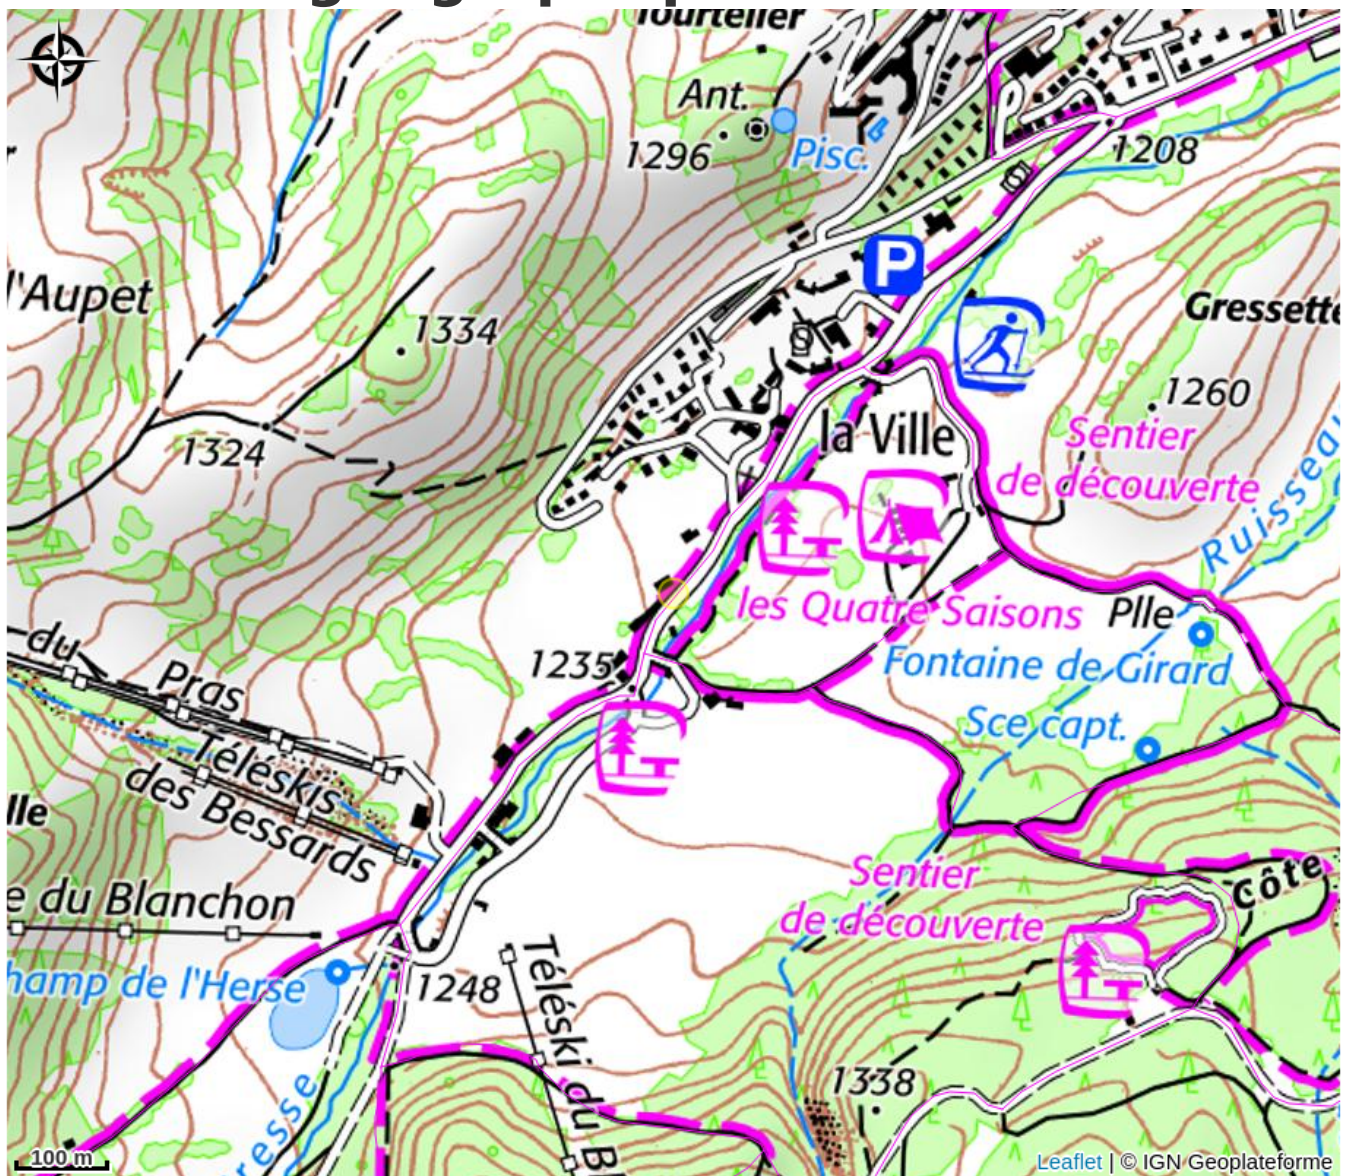 Tourtelier
Ant.
1296
Pisc.
1208
P
l'Aupet
1334
Gressette
1260
1324
la Ville
Sentier
de découverte
Ruisseau
les Quatre Saisons
Plle
1235
Fontaine de Girard
Sce capt.
du
Pras
Téléskis
des Bessards
lle
Sentier
de découverte
Côte
e du Blanchon
hamp de l'Herse
1248
Téléski du B
1338
resse
100 m
Leaflet | © IGN Geoplateforme